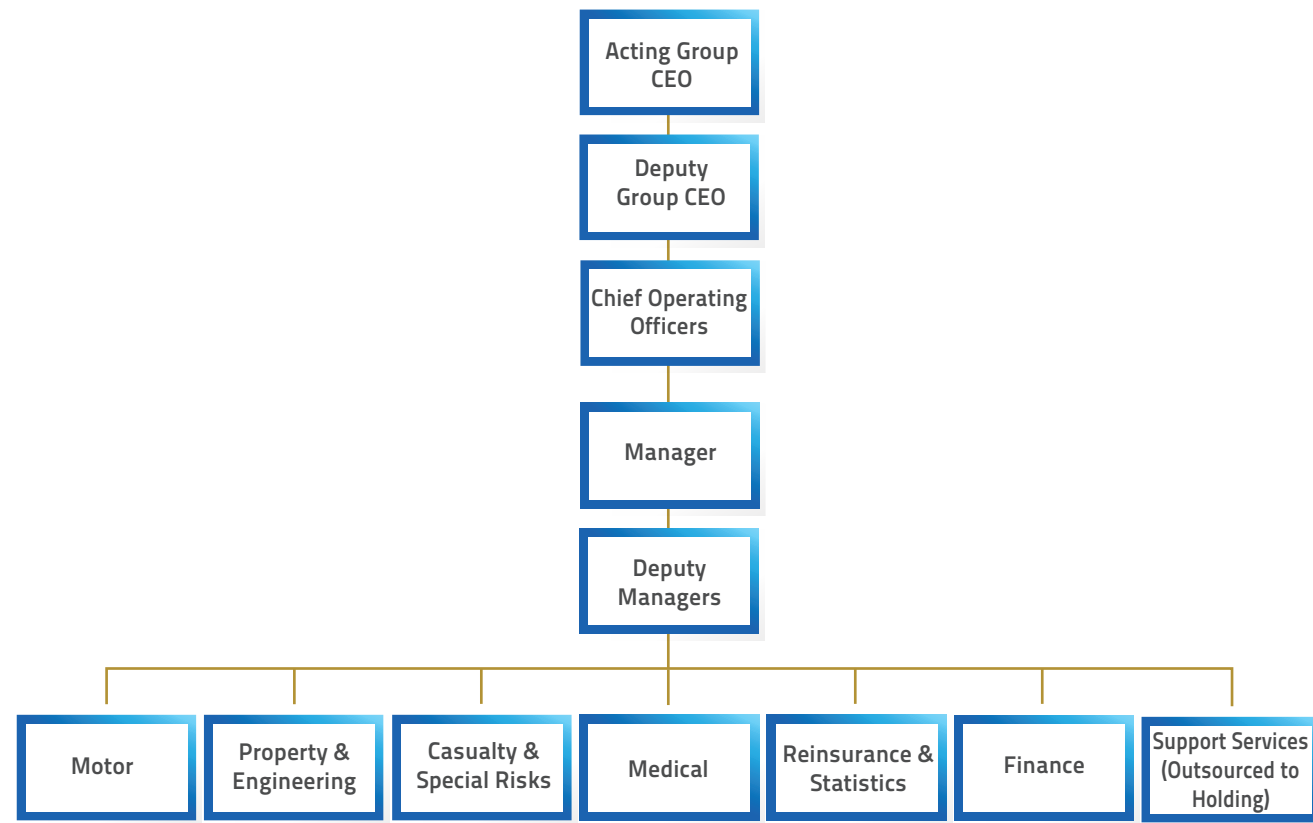 Acting Group
CEO
Deputy
Group CEO
Chief Operating
Officers
Manager
Deputy
Managers
Motor
Property &
Engineering
Casualty &
Special Risks
Medical
Reinsurance &
Statistics
Finance
Support Services
(Outsourced to
Holding)